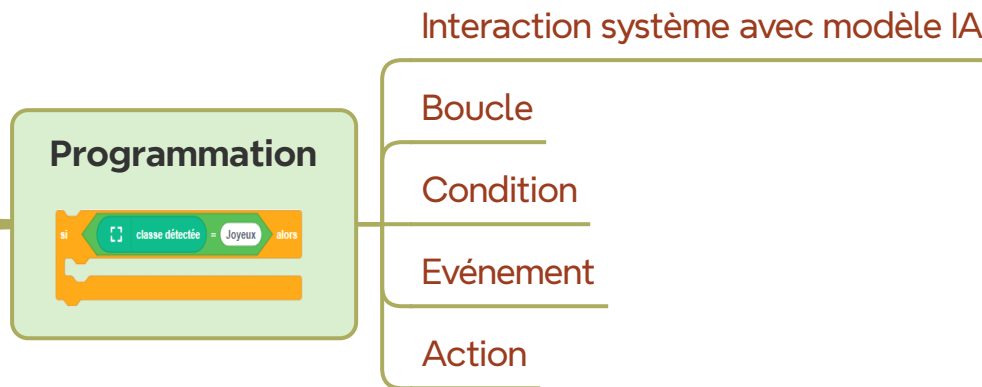 Interaction système avec modèle IA
Boucle
Programmation
Condition
si classe détectée = Joyeux alors
Evénement
Action